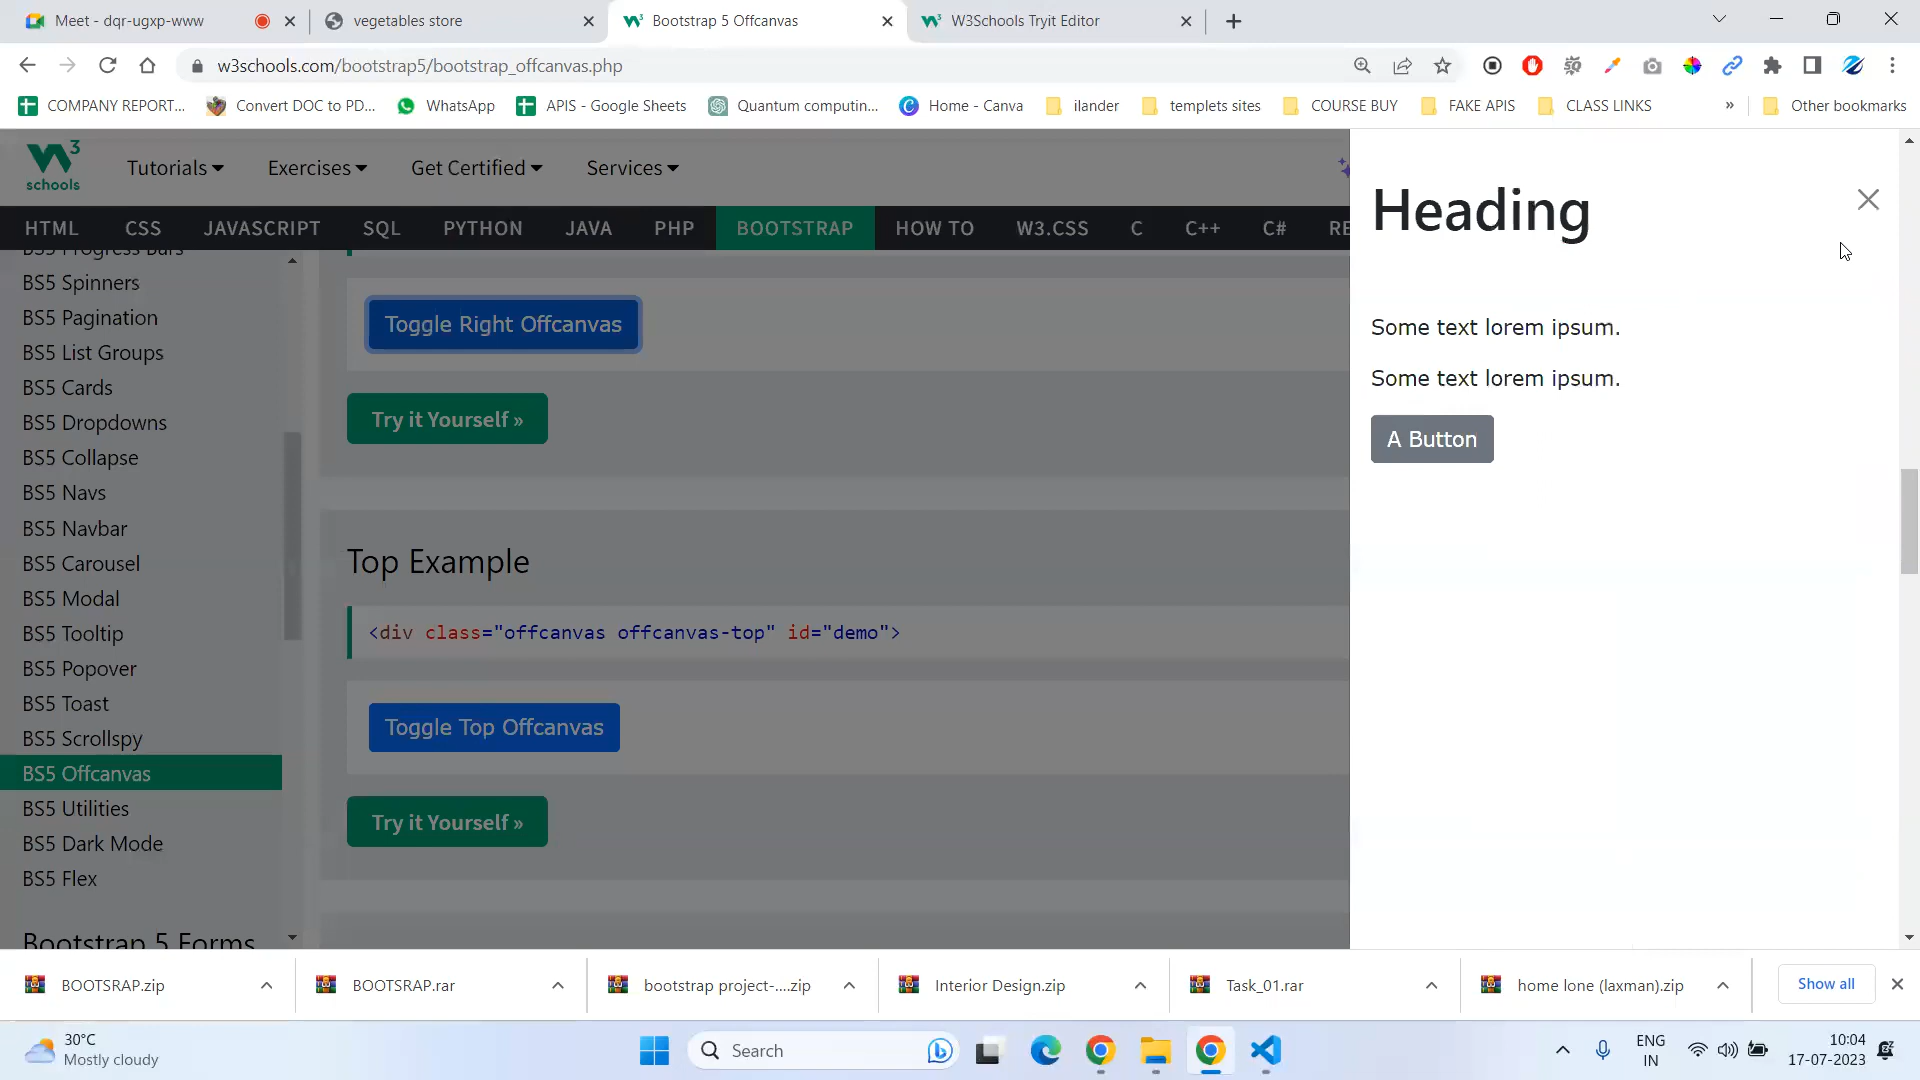 Meet - dqr-ugxp-www
vegetables store
Bootstrap 5 Offcanvas
W3Schools Tryit Editor
w3schools.com/bootstrap5/bootstrap_offcanvas.php
COMPANY REPORT...
Convert DOC to PD...
WhatsApp
APIS - Google Sheets
Quantum computin...
Home - Canva
ilander
templets sites
COURSE BUY
FAKE APIS
CLASS LINKS
»
Other bookmarks
W3 schools
Tutorials
Exercises
Get Certified
Services
HTML CSS JAVASCRIPT SQL PYTHON JAVA PHP BOOTSTRAP HOW TO W3.CSS C C++ C# RE
BS5 Progress Bars
BS5 Spinners
BS5 Pagination
BS5 List Groups
BS5 Cards
BS5 Dropdowns
BS5 Collapse
BS5 Navs
BS5 Navbar
BS5 Carousel
BS5 Modal
BS5 Tooltip
BS5 Popover
BS5 Toast
BS5 Scrollspy
BS5 Offcanvas
BS5 Utilities
BS5 Dark Mode
BS5 Flex
Bootstrap 5 Forms
Toggle Right Offcanvas
Try it Yourself »
Top Example
<div class="offcanvas offcanvas-top" id="demo">
Toggle Top Offcanvas
Try it Yourself »
Heading
Some text lorem ipsum.
Some text lorem ipsum.
A Button
BOOTSRAP.zip
BOOTSRAP.rar
bootstrap project-....zip
Interior Design.zip
Task_01.rar
home lone (laxman).zip
Show all
30°C
Mostly cloudy
Search
ENG
IN
10:04
17-07-2023